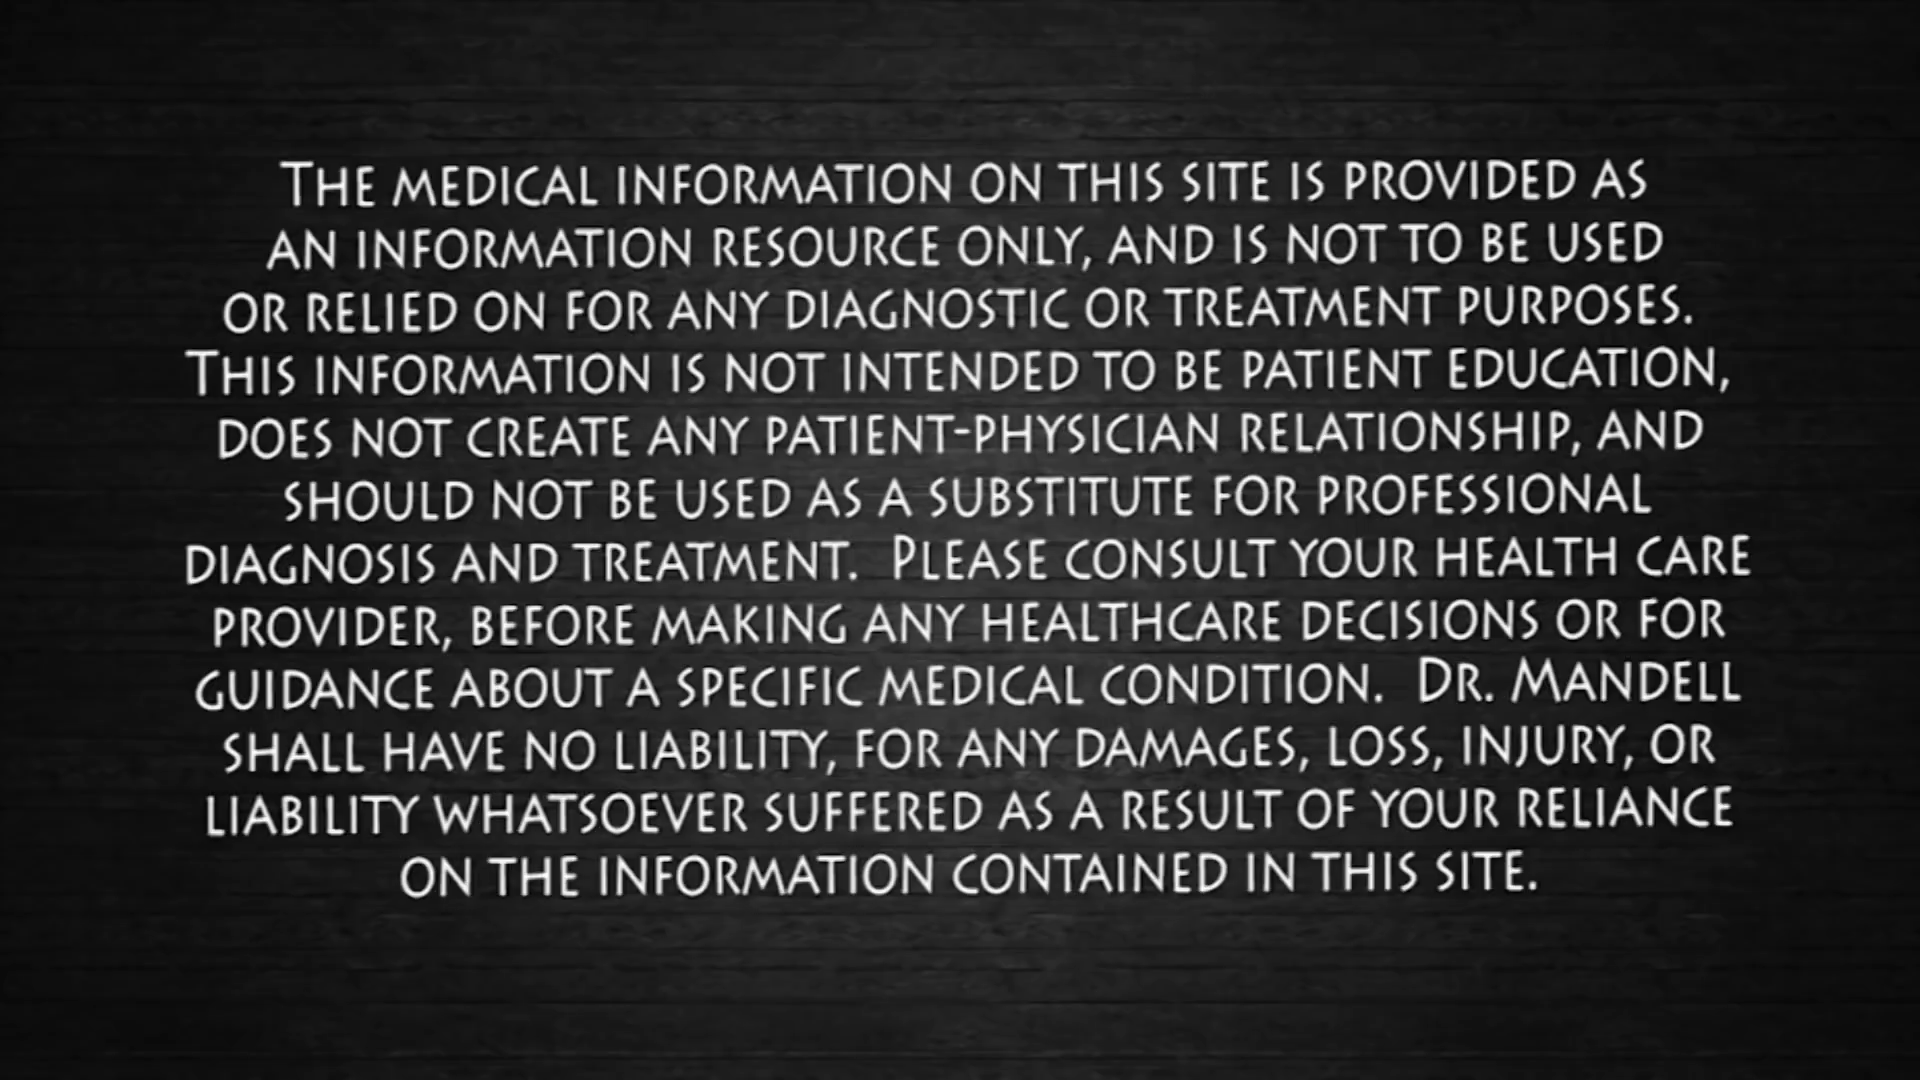 The medical information on this site is provided as
an information resource only, and is not to be used
or relied on for any diagnostic or treatment purposes.
This information is not intended to be patient education,
does not create any patient-physician relationship, and
should not be used as a substitute for professional
diagnosis and treatment.  Please consult your health care
provider, before making any healthcare decisions or for
guidance about a specific medical condition.  Dr. Mandell
shall have no liability, for any damages, loss, injury, or
liability whatsoever suffered as a result of your reliance
on the information contained in this site.